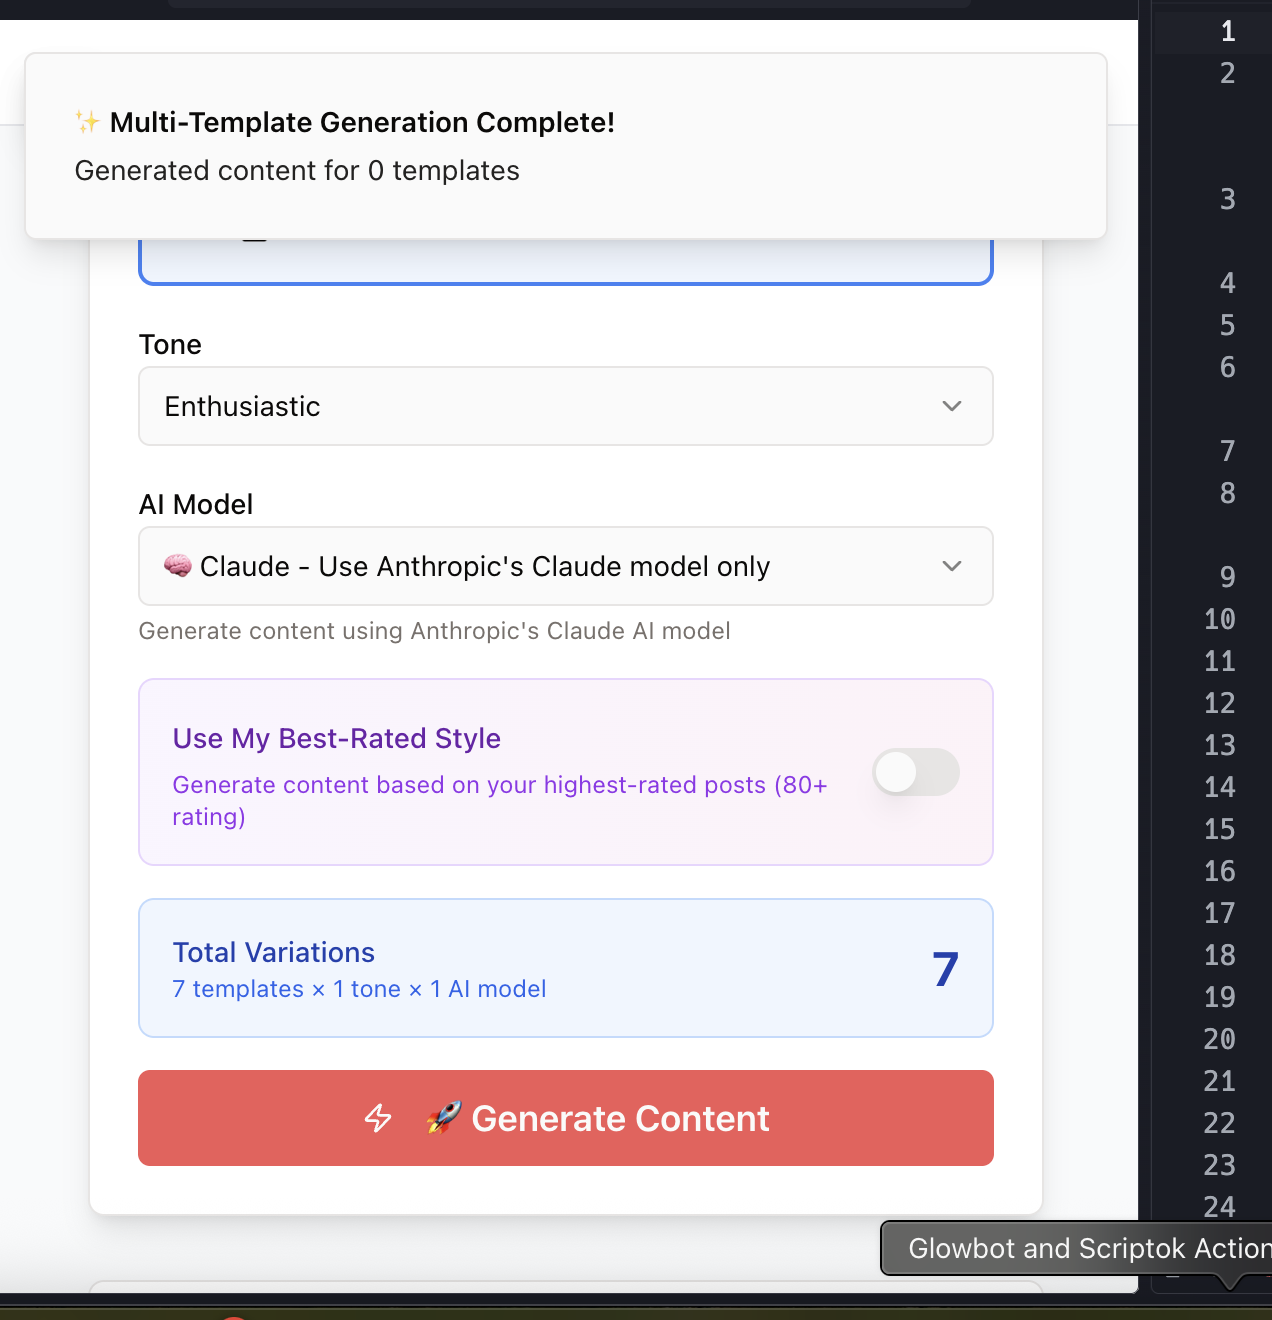 ✨ Multi-Template Generation Complete!
Generated content for 0 templates
Tone
Enthusiastic
AI Model
🧠 Claude - Use Anthropic's Claude model only
Generate content using Anthropic's Claude AI model
Use My Best-Rated Style
Generate content based on your highest-rated posts (80+
rating)
Total Variations
7 templates × 1 tone × 1 AI model
7
🚀 Generate Content
1
2
3
4
5
6
7
8
9
10
11
12
13
14
15
16
17
18
19
20
21
22
23
24
Glowbot and Scriptok Action